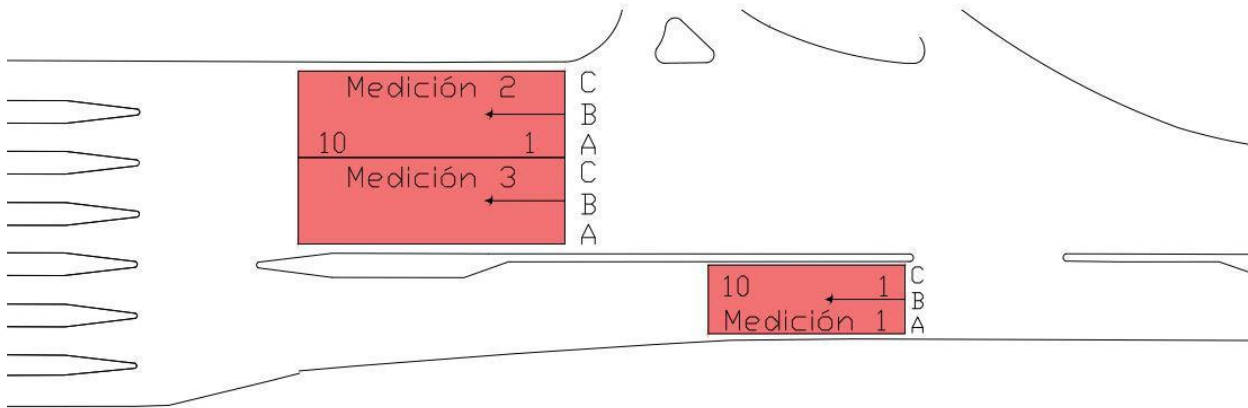 Medición 2 C
B
10 1 A
Medición 3 C
B
A
10 1 C
B
Medición 1 A